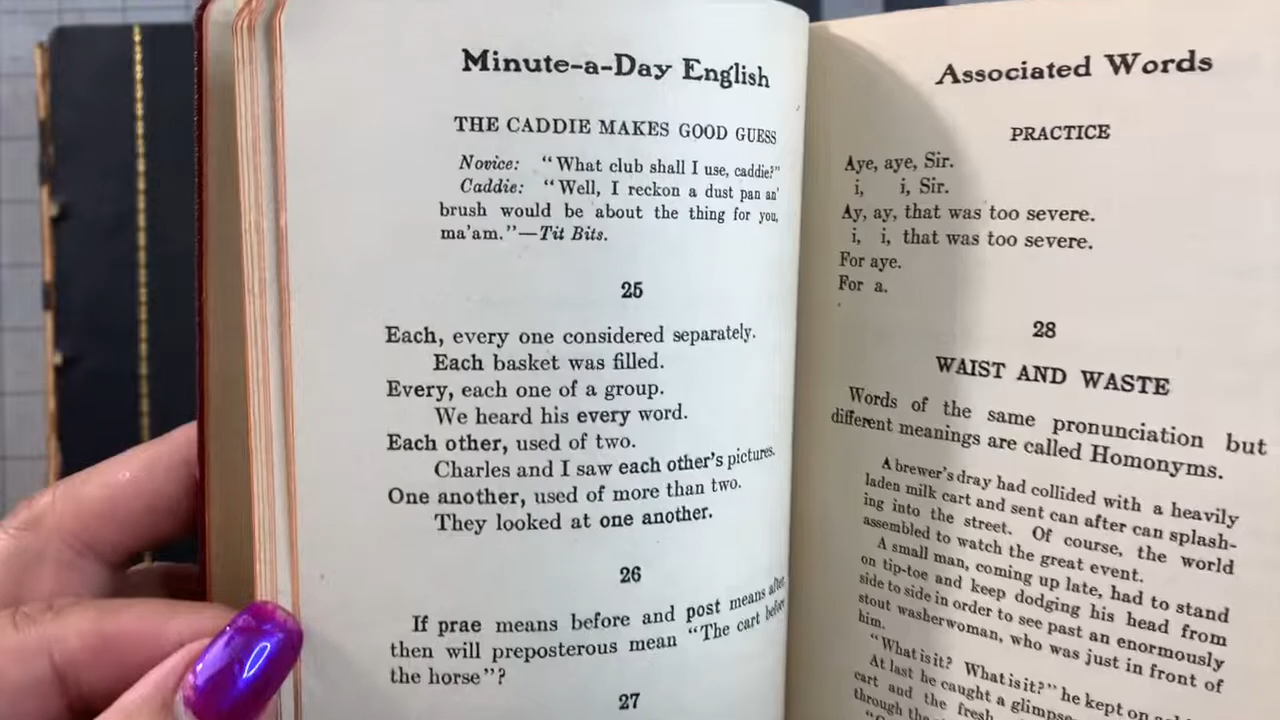 Minute-a-Day English
THE CADDIE MAKES GOOD GUESS
Novice: "What club shall I use, caddie?"
Caddie: "Well, I reckon a dust pan an'
brush would be about the thing for you,
ma'am."—Tit Bits.
25
Each, every one considered separately.
Each basket was filled.
Every, each one of a group.
We heard his every word.
Each other, used of two.
Charles and I saw each other's pictures.
One another, used of more than two.
They looked at one another.
26
If prae means before and post means after,
then will preposterous mean "The cart before
the horse"?
27
Associated Words
PRACTICE
Aye, aye, Sir.
i, i, Sir.
Ay, ay, that was too severe.
i, i, that was too severe.
For aye.
For a.
28
WAIST AND WASTE
Words of the same pronunciation but
different meanings are called Homonyms.
A brewer's dray had collided with a heavily
laden milk cart and sent can after can splash-
ing into the street. Of course, the world
assembled to watch the great event.
A small man, coming up late, had to stand
on tip-toe and keep dodging his head from
side to side in order to see past an enormously
stout washerwoman, who was just in front of
him.
"What is it? What is it?" he kept on
At last he caught a glimpse
cart and the fresh
through the